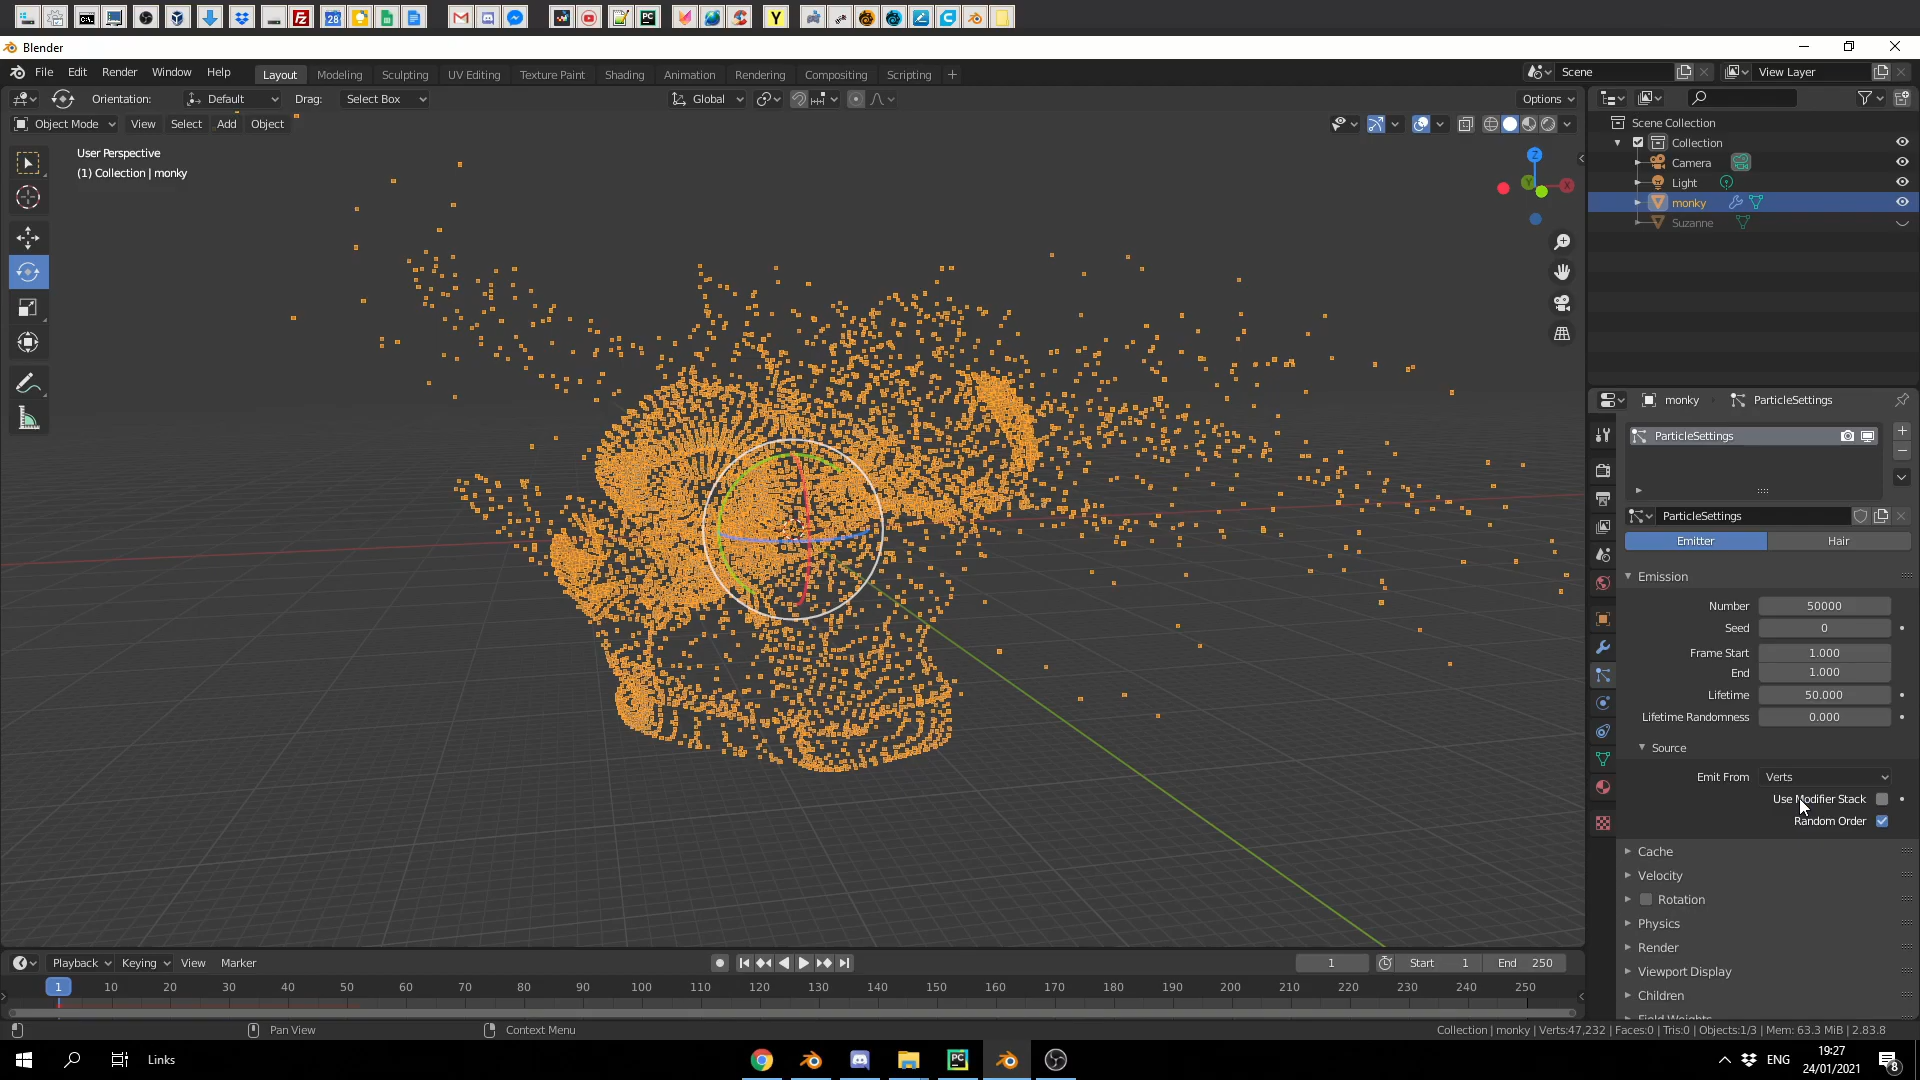 28
Y
Blender
File Edit Render Window Help Layout Modeling Sculpting UV Editing Texture Paint Shading Animation Rendering Compositing Scripting + Scene View Layer
Orientation: Default Drag: Select Box Global Options
Object Mode View Select Add Object
User Perspective
(1) Collection | monky
Z
Y
X
Scene Collection
Collection
Camera
Light
monky
Suzanne
monky ParticleSettings
ParticleSettings
ParticleSettings
Emitter Hair
Emission
Number 50000
Seed 0
Frame Start 1.000
End 1.000
Lifetime 50.000
Lifetime Randomness 0.000
Source
Emit From Verts
Use Modifier Stack
Random Order
Cache
Velocity
Rotation
Physics
Render
Viewport Display
Children
Field Weights
Playback Keying View Marker 1 Start 1 End 250
1 10 20 30 40 50 60 70 80 90 100 110 120 130 140 150 160 170 180 190 200 210 220 230 240 250
Pan View Context Menu Collection | monky | Verts:47,232 | Faces:0 | Tris:0 | Objects:1/3 | Mem: 63.3 MiB | 2.83.8
Links PC ENG 19:27
24/01/2021 8